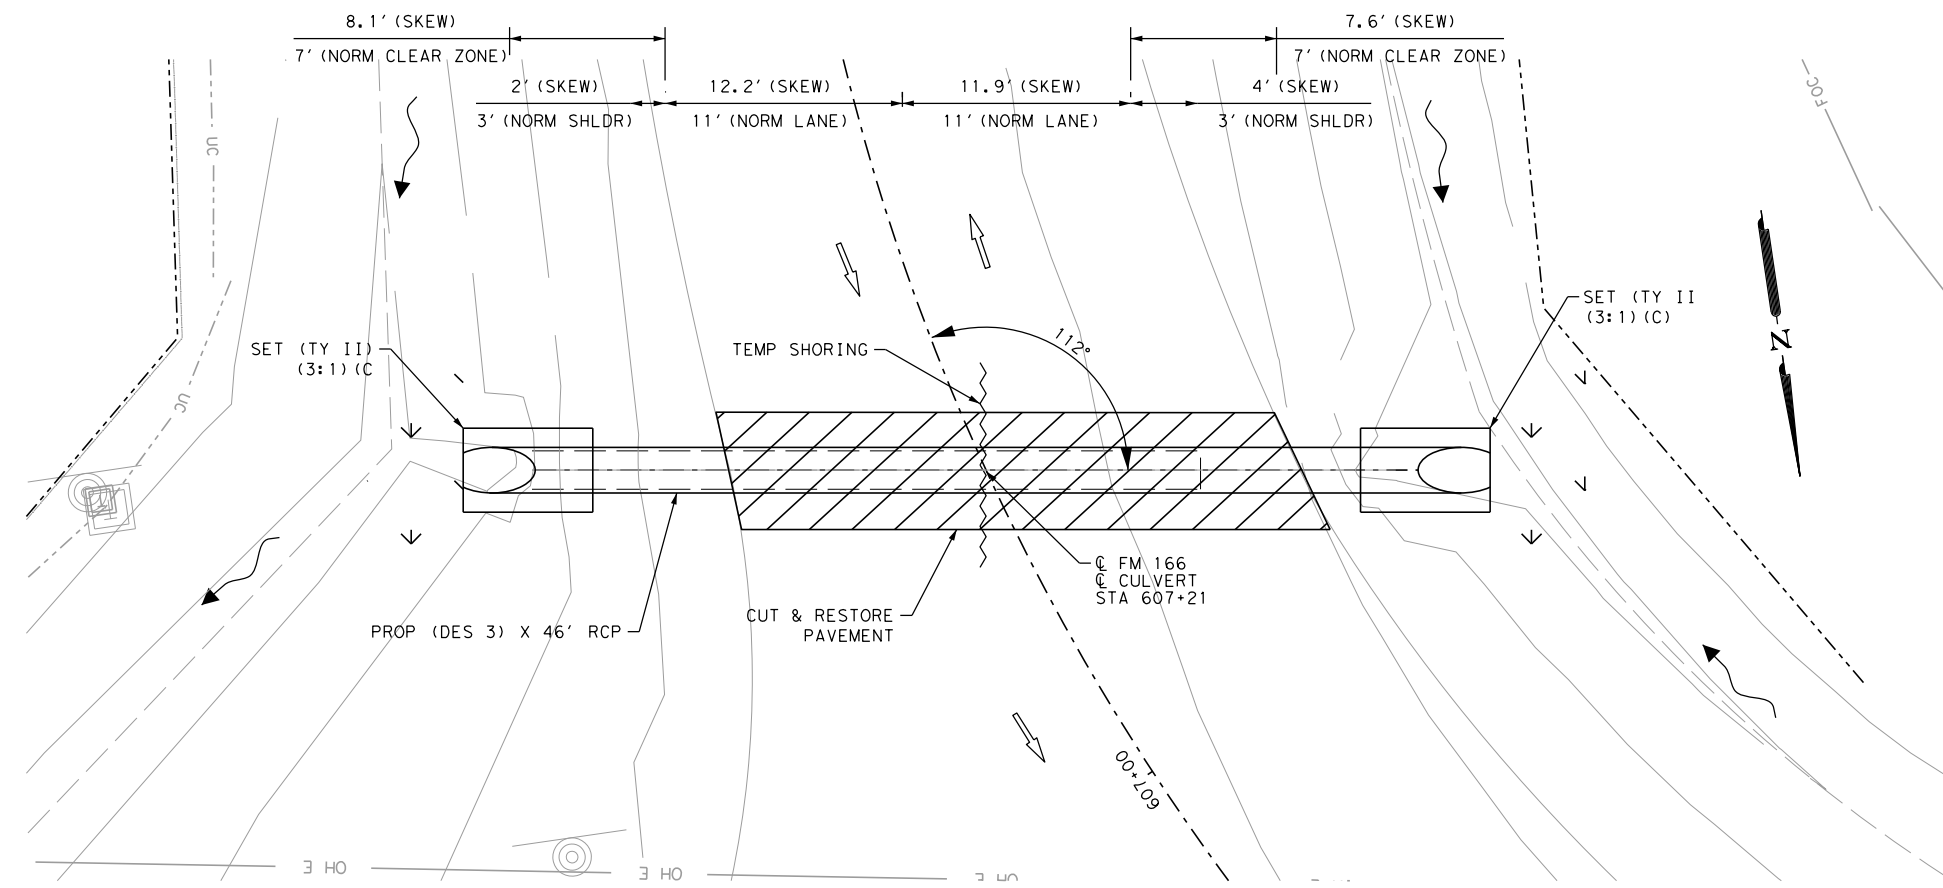 8.1' (SKEW)
7' (NORM CLEAR ZONE)
7.6' (SKEW)
7' (NORM CLEAR ZONE)
2' (SKEW)
3' (NORM SHLDR)
12.2' (SKEW)
11' (NORM LANE)
11.9' (SKEW)
11' (NORM LANE)
4' (SKEW)
3' (NORM SHLDR)
FOC
UC
SET (TY II
(3:1) (C)
N
112°
TEMP SHORING
SET (TY II)
(3:1) (C
UC
℄ FM 166
℄ CULVERT
STA 607+21
CUT & RESTORE
PAVEMENT
PROP (DES 3) X 46' RCP
607+00
OH E
OH E
OH E